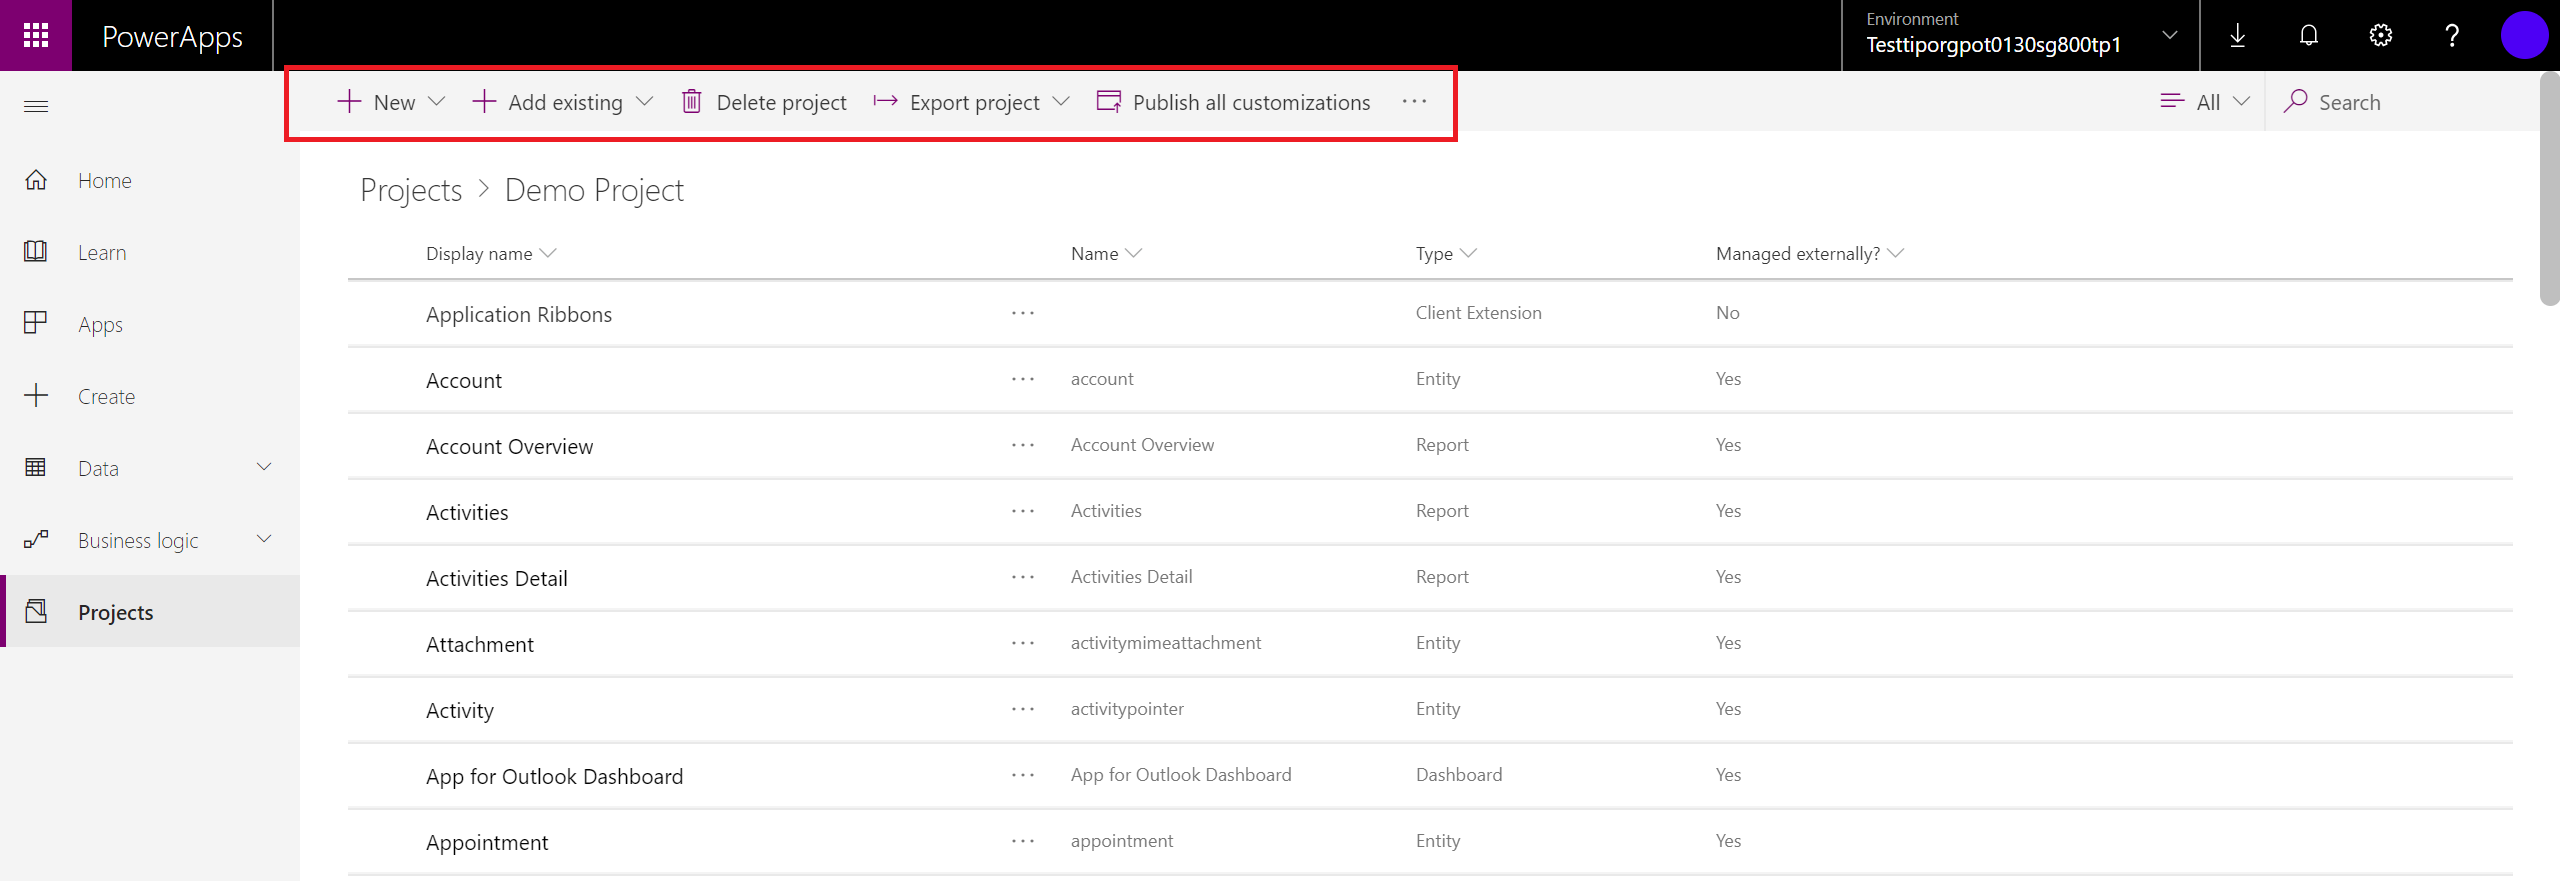 PowerApps
Environment
Testtiporgpot0130sg800tp1
New
Add existing
Delete project
Export project
Publish all customizations
All
Search
Home
Learn
Apps
Create
Data
Business logic
Projects
Projects > Demo Project
Display name Name Type Managed externally?
Application Ribbons Client Extension No
Account account Entity Yes
Account Overview Account Overview Report Yes
Activities Activities Report Yes
Activities Detail Activities Detail Report Yes
Attachment activitymimeattachment Entity Yes
Activity activitypointer Entity Yes
App for Outlook Dashboard App for Outlook Dashboard Dashboard Yes
Appointment appointment Entity Yes